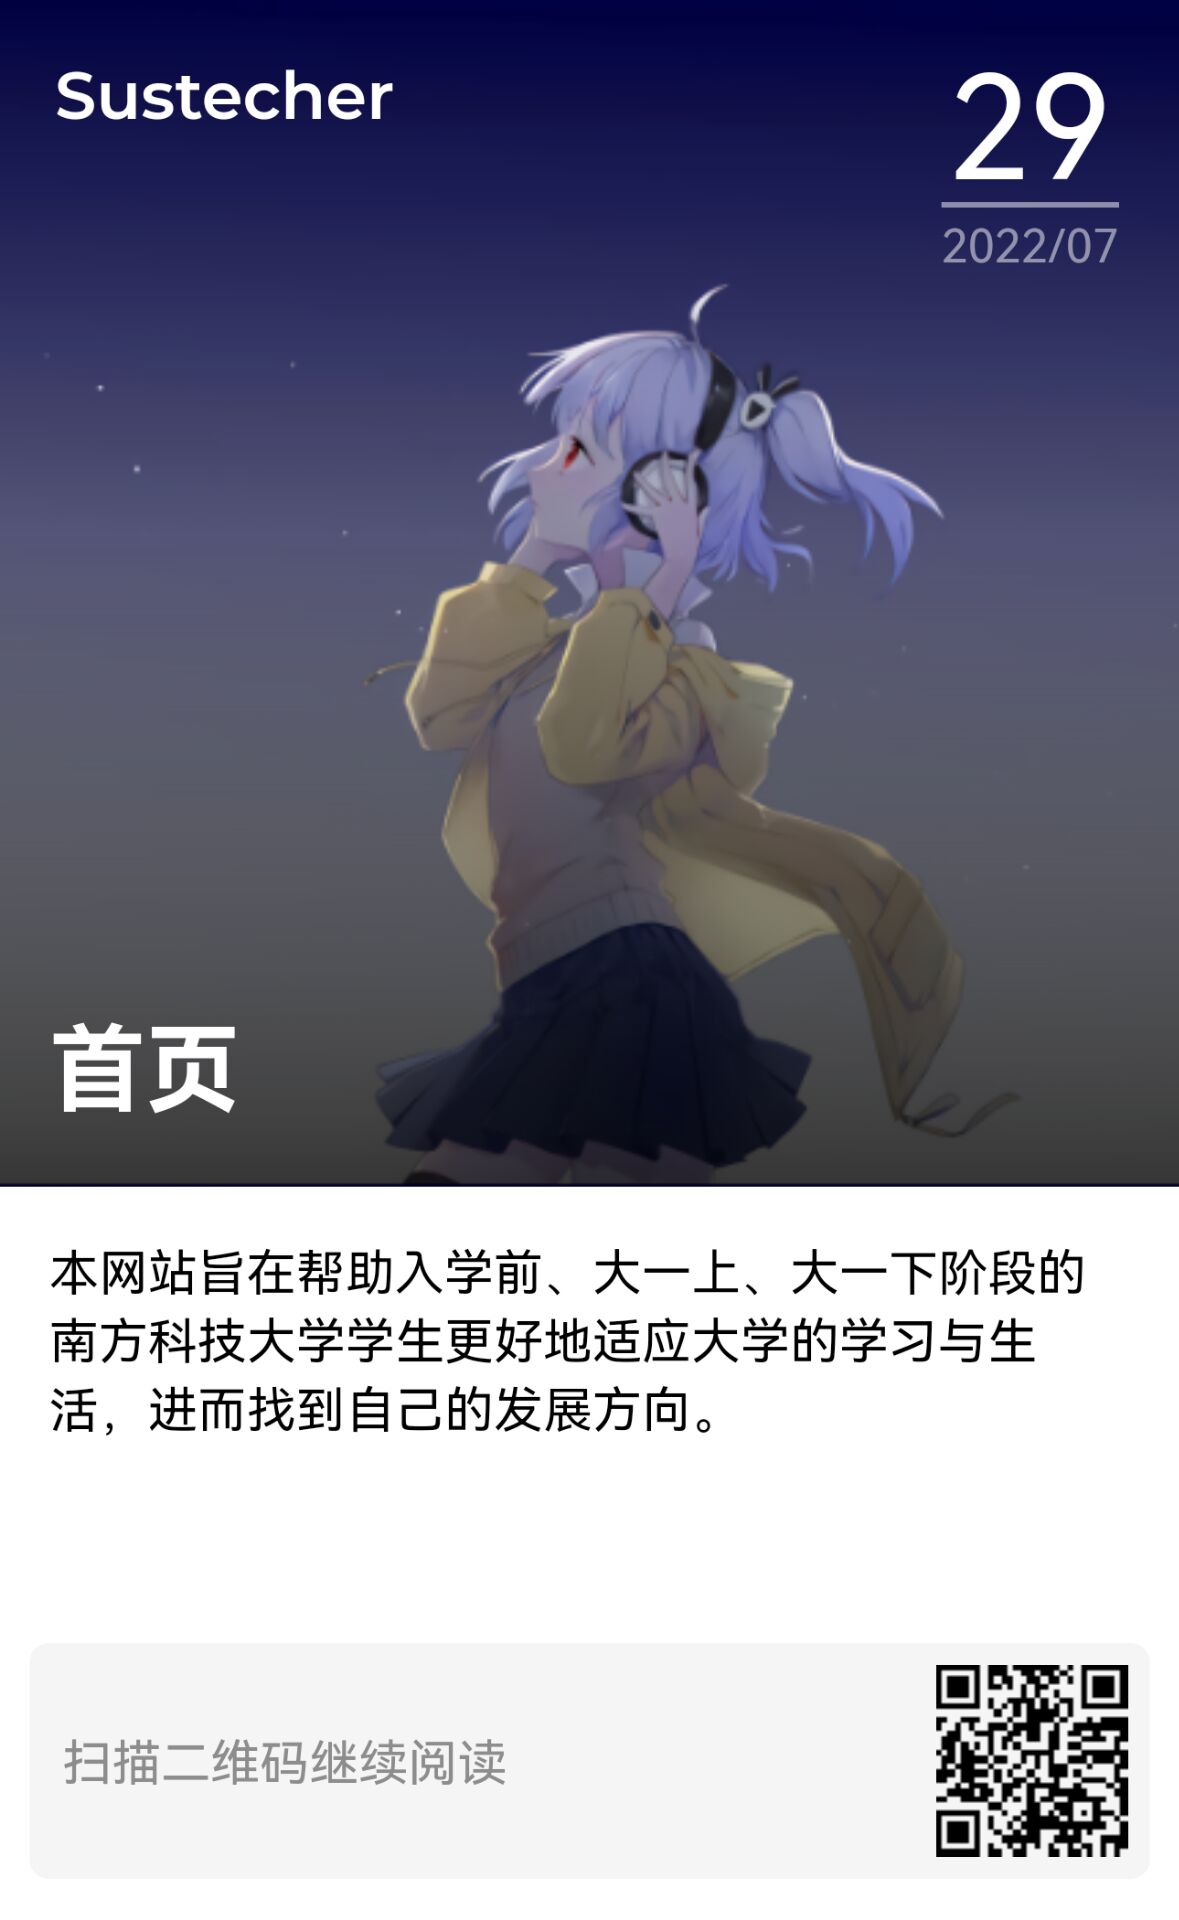 Sustecher
29
2022/07
首页
本网站旨在帮助入学前、大一上、大一下阶段的
南方科技大学学生更好地适应大学的学习与生
活，进而找到自己的发展方向。
扫描二维码继续阅读